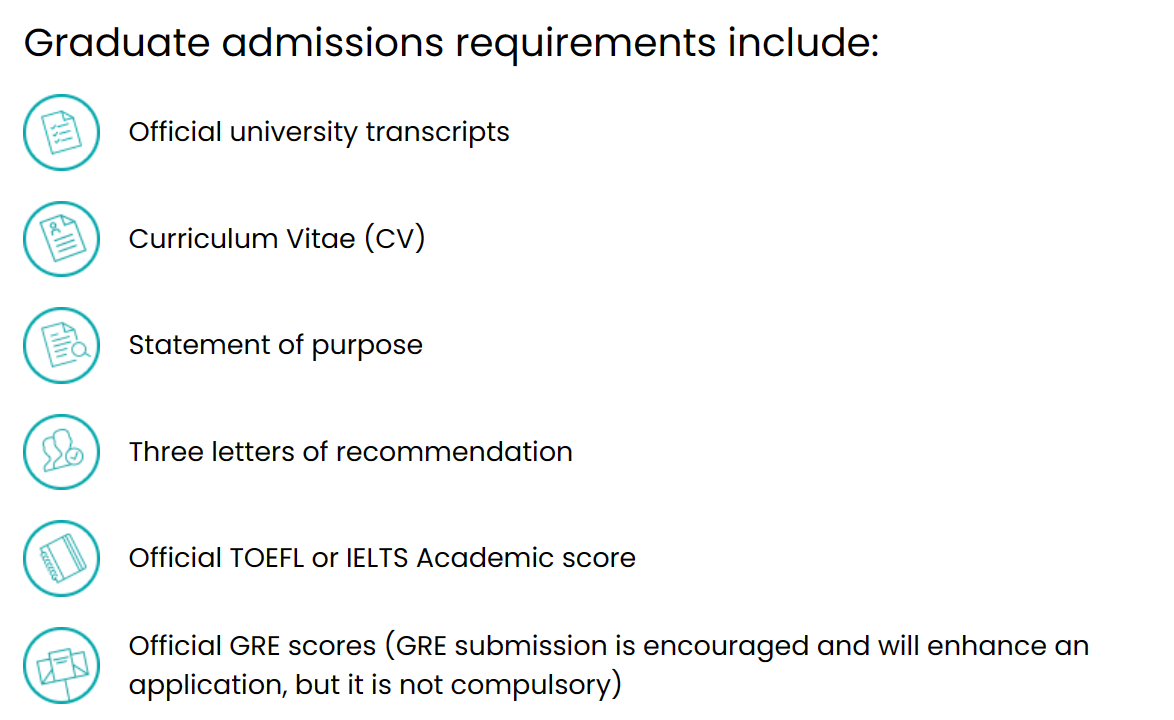 Graduate admissions requirements include:
Official university transcripts
Curriculum Vitae (CV)
Statement of purpose
Three letters of recommendation
Official TOEFL or IELTS Academic score
Official GRE scores (GRE submission is encouraged and will enhance an
application, but it is not compulsory)